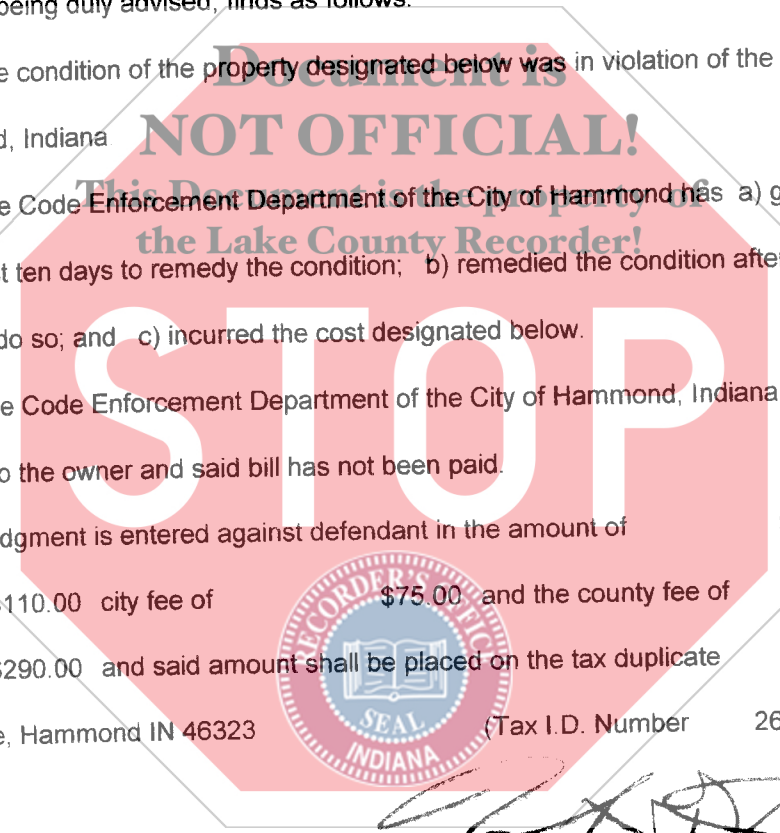 being duly advised, finds as follows:
Document is
e condition of the property designated below was in violation of the
d, Indiana
NOT OFFICIAL!
This Document is the property of
e Code Enforcement Department of the City of Hammond has a) g
the Lake County Recorder!
t ten days to remedy the condition; b) remedied the condition after
do so; and c) incurred the cost designated below.
STOP
e Code Enforcement Department of the City of Hammond, Indiana
o the owner and said bill has not been paid.
dgment is entered against defendant in the amount of
$110.00 city fee of $75.00 and the county fee of
$290.00 and said amount shall be placed on the tax duplicate
e, Hammond IN 46323 (Tax I.D. Number 26
RECORDER'S OFFICE
SEAL
INDIANA